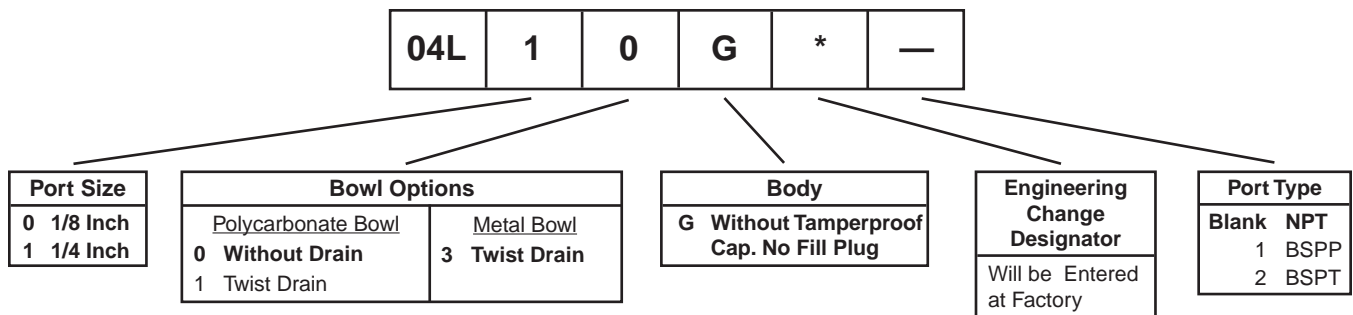 04L 1 0 G * —
Port Size
0 1/8 Inch
1 1/4 Inch
Bowl Options
Polycarbonate Bowl
0 Without Drain
1 Twist Drain
Metal Bowl
3 Twist Drain
Body
G Without Tamperproof
Cap. No Fill Plug
Engineering
Change
Designator
Will be Entered
at Factory
Port Type
Blank NPT
1 BSPP
2 BSPT